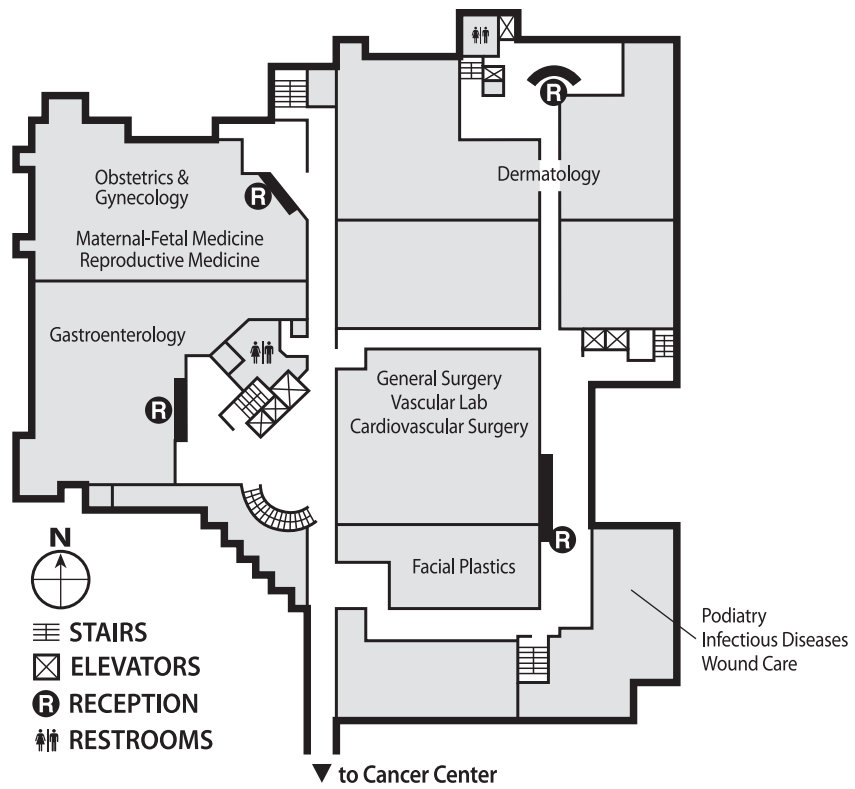 R
Obstetrics &
Gynecology
R
Dermatology
Maternal-Fetal Medicine
Reproductive Medicine
Gastroenterology
General Surgery
Vascular Lab
R
Cardiovascular Surgery
R
Facial Plastics
N
Podiatry
Infectious Diseases
Wound Care
STAIRS
ELEVATORS
R RECEPTION
RESTROOMS
to Cancer Center